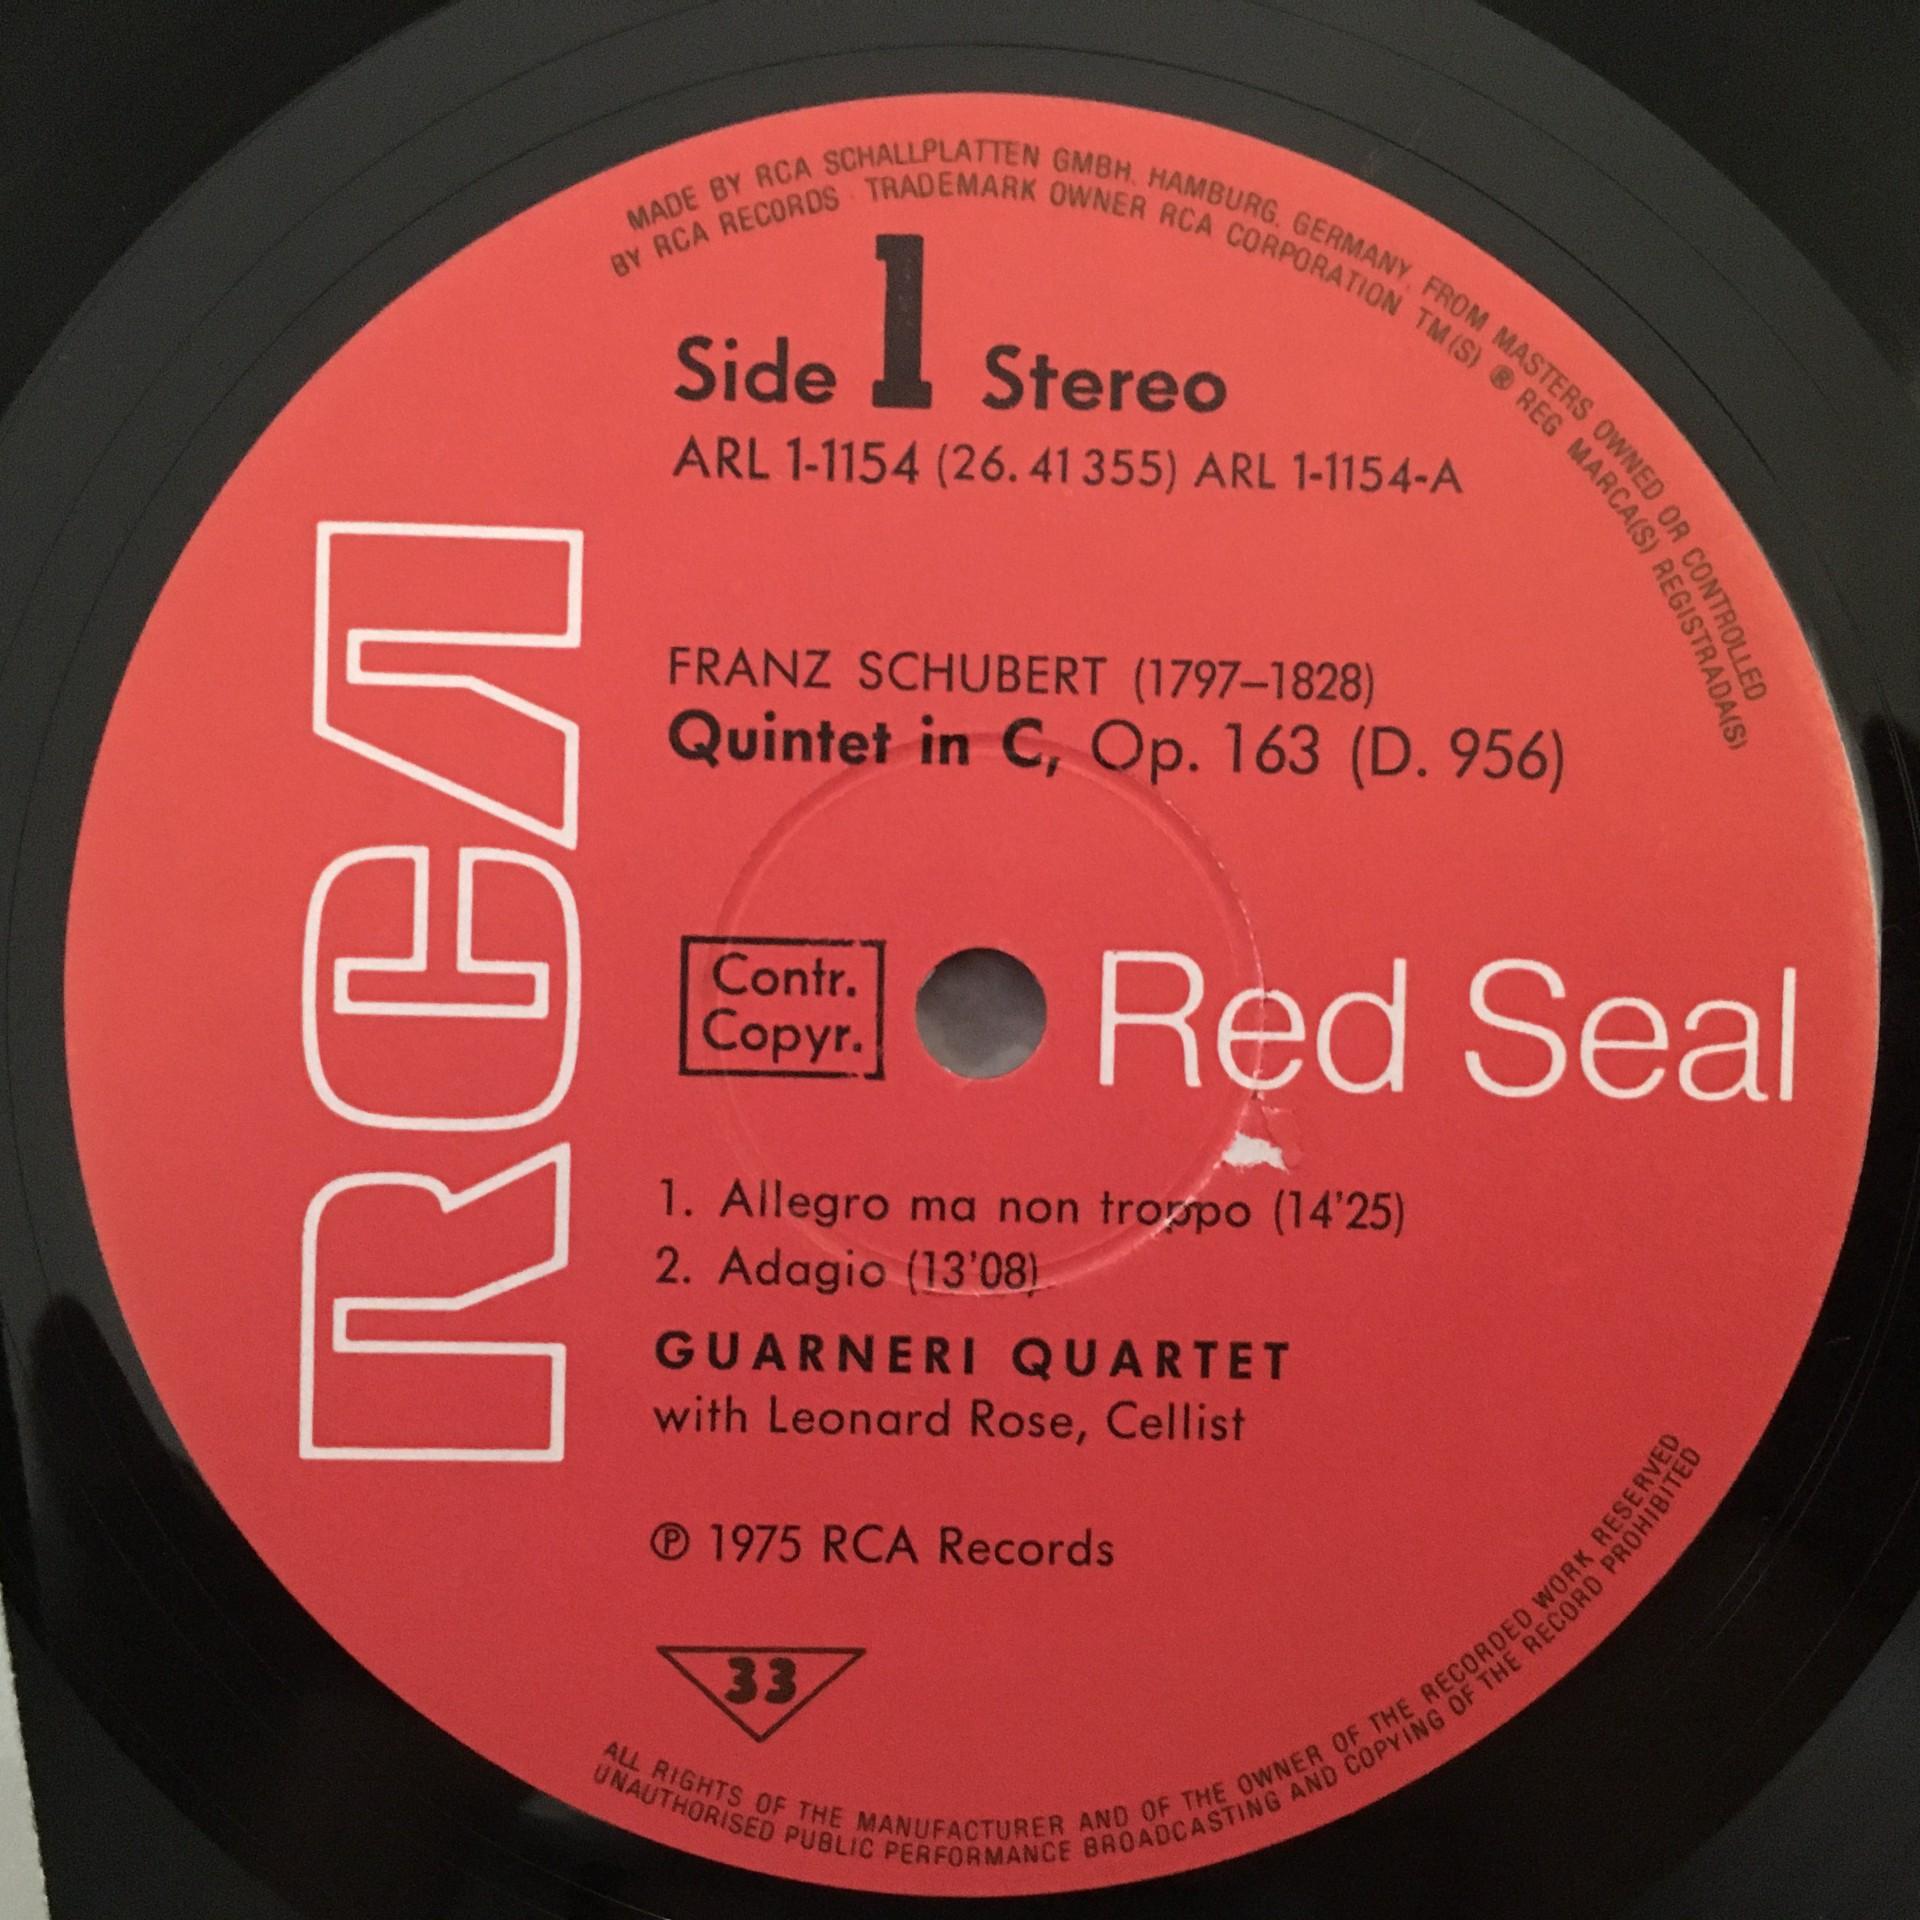 MADE BY RCA SCHALLPLATTEN GMBH, HAMBURG, GERMANY, FROM MASTERS OWNED OR CONTROLLED
BY RCA RECORDS · TRADEMARK OWNER RCA CORPORATION TM(S) ® REG MARCA(S) REGISTRADA(S)
Side 1 Stereo
ARL 1-1154 (26.41355) ARL 1-1154-A
RCA
FRANZ SCHUBERT (1797–1828)
Quintet in C, Op. 163 (D. 956)
Contr.
Copyr.
Red Seal
1. Allegro ma non troppo (14'25)
2. Adagio (13'08)
GUARNERI QUARTET
with Leonard Rose, Cellist
℗ 1975 RCA Records
33
ALL RIGHTS OF THE MANUFACTURER AND OF THE OWNER OF THE RECORDED WORK RESERVED
UNAUTHORISED PUBLIC PERFORMANCE BROADCASTING AND COPYING OF THE RECORD PROHIBITED